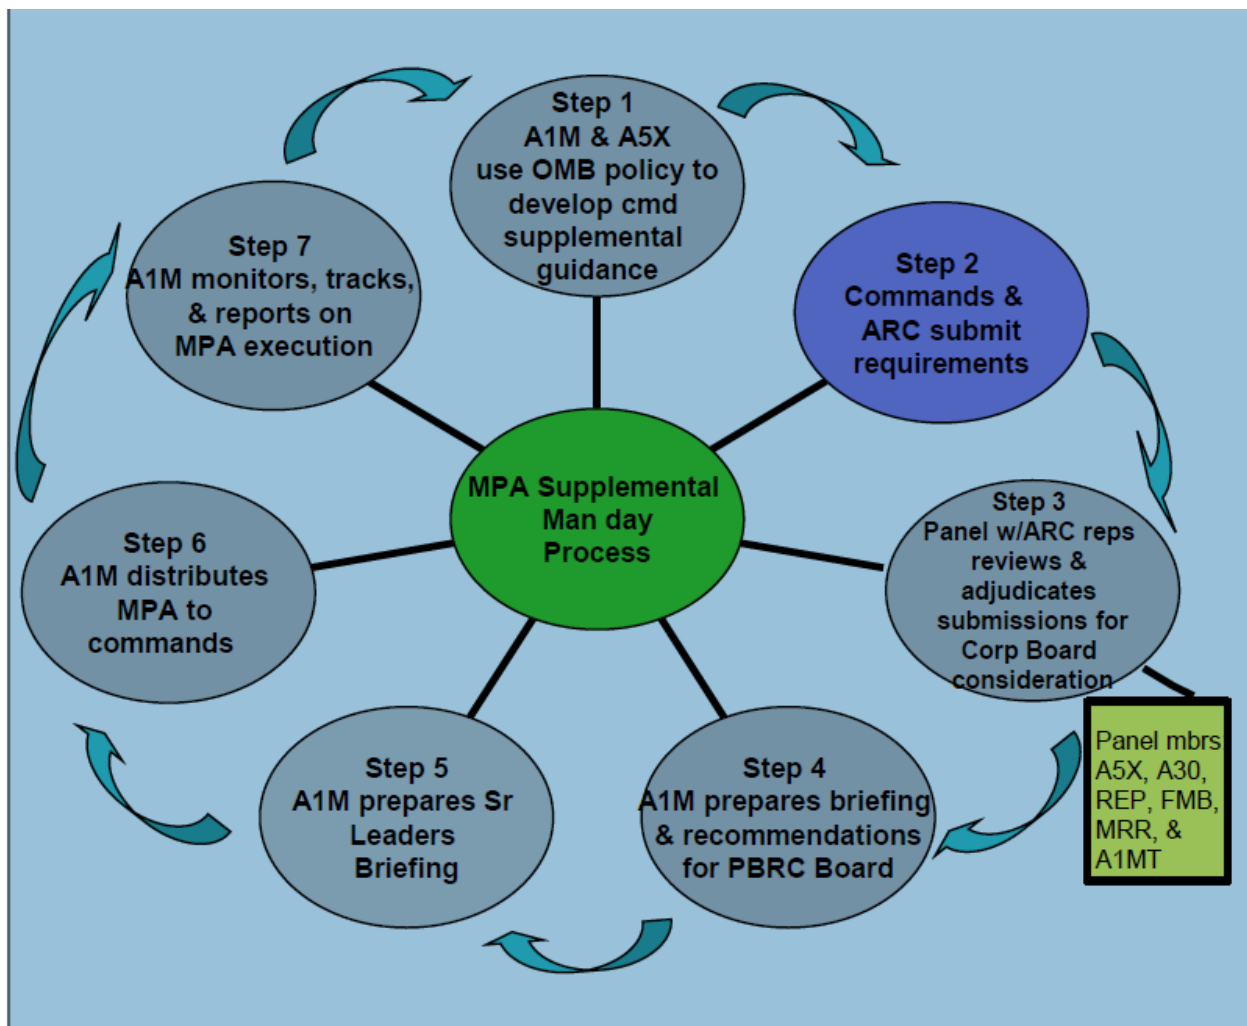 Step 1
A1M & A5X
use OMB policy to
develop cmd
supplemental
guidance
Step 2
Commands &
ARC submit
requirements
Step 3
Panel w/ARC reps
reviews &
adjudicates
submissions for
Corp Board
consideration
Panel mbrs
A5X, A30,
REP, FMB,
MRR, &
A1MT
Step 4
A1M prepares briefing
& recommendations
for PBRC Board
Step 5
A1M prepares Sr
Leaders
Briefing
Step 6
A1M distributes
MPA to
commands
Step 7
A1M monitors, tracks,
& reports on
MPA execution
MPA Supplemental
Man day
Process